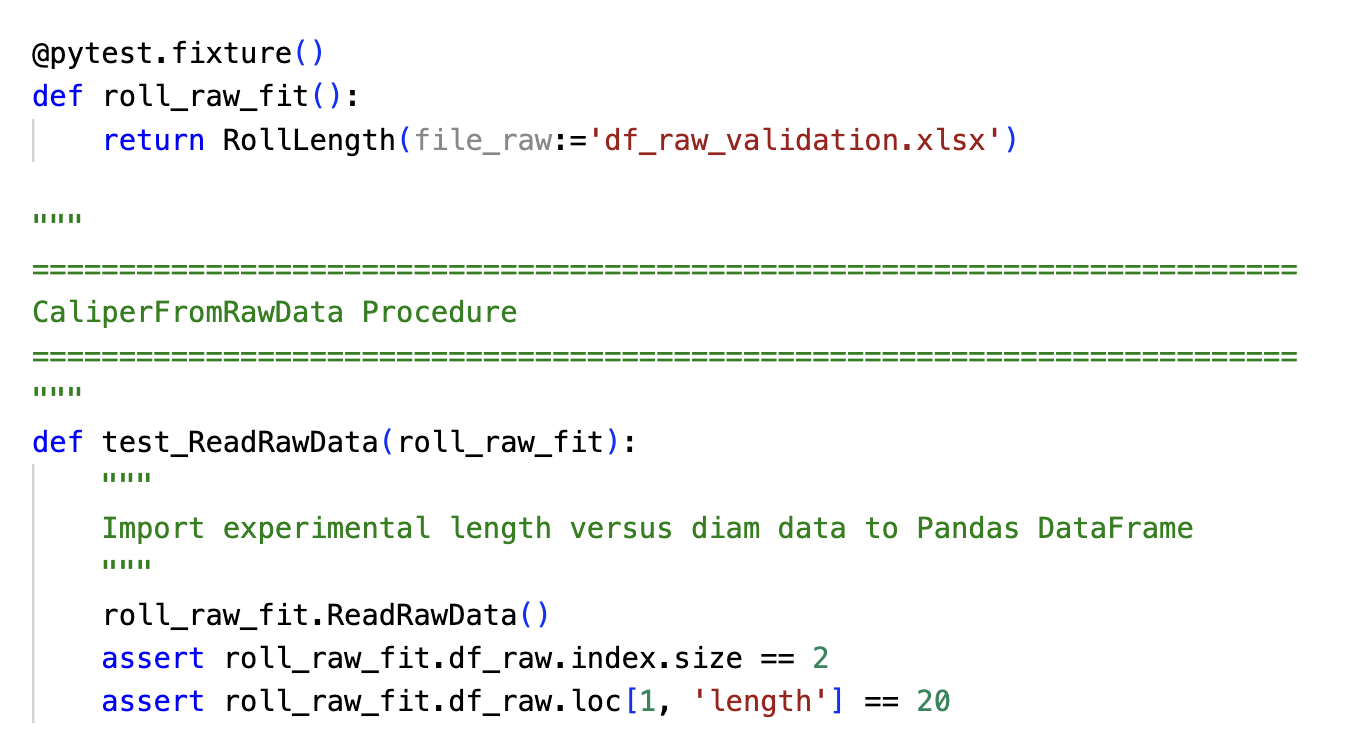 @pytest.fixture()
def roll_raw_fit():
    return RollLength(file_raw:='df_raw_validation.xlsx')
"""
=========================================================================
CaliperFromRawData Procedure
=========================================================================
"""
def test_ReadRawData(roll_raw_fit):
    """
    Import experimental length versus diam data to Pandas DataFrame
    """
    roll_raw_fit.ReadRawData()
    assert roll_raw_fit.df_raw.index.size == 2
    assert roll_raw_fit.df_raw.loc[1, 'length'] == 20